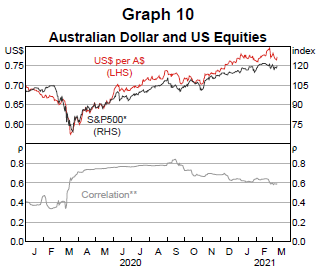 Graph 10
Australian Dollar and US Equities
US$ index
US$ per A$
(LHS)
0.75 120
0.70 105
S&P500*
(RHS)
0.65 90
0.60 75
ρ ρ
0.8 0.8
0.6 0.6
Correlation**
0.4 0.4
0.2 0.2
0.0 0.0
J F M A M J J A S O N D J F M
2020 2021